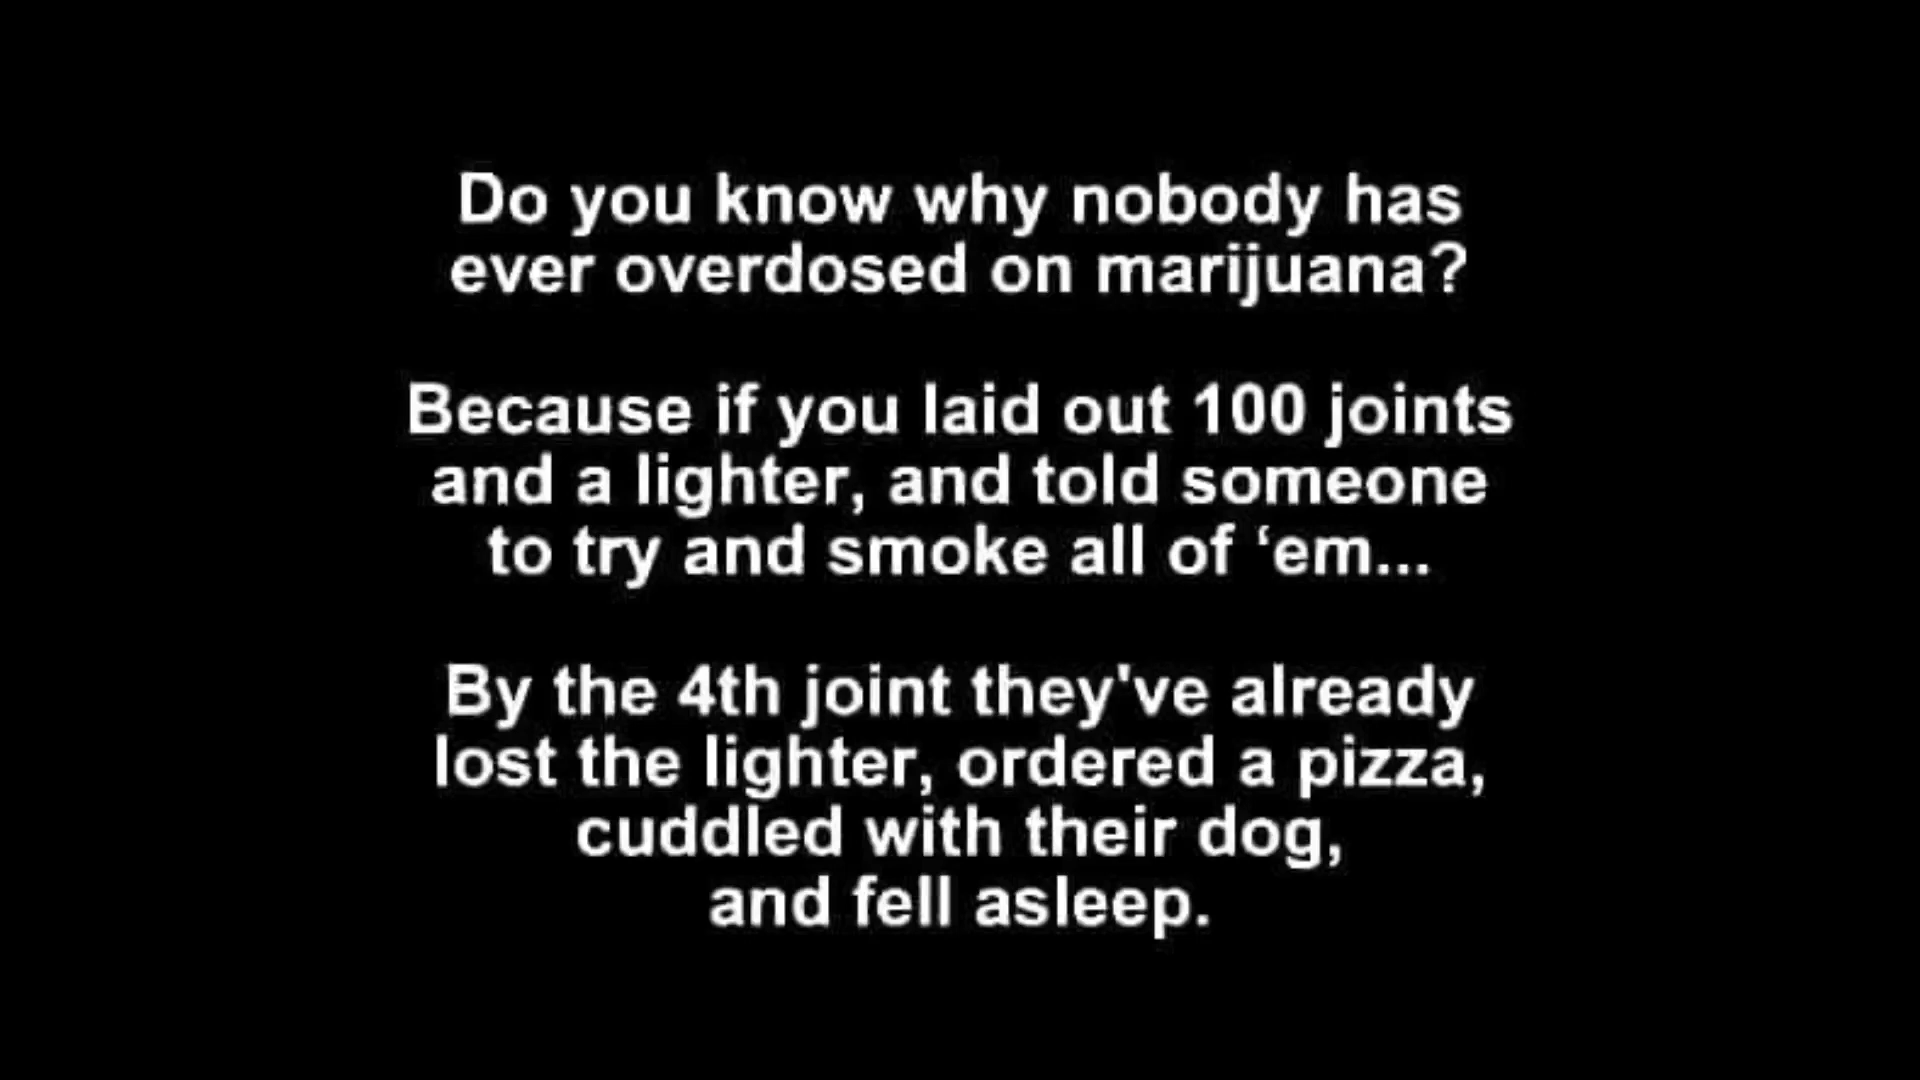 Do you know why nobody has
ever overdosed on marijuana?
Because if you laid out 100 joints
and a lighter, and told someone
to try and smoke all of ‘em...
By the 4th joint they've already
lost the lighter, ordered a pizza,
cuddled with their dog,
and fell asleep.